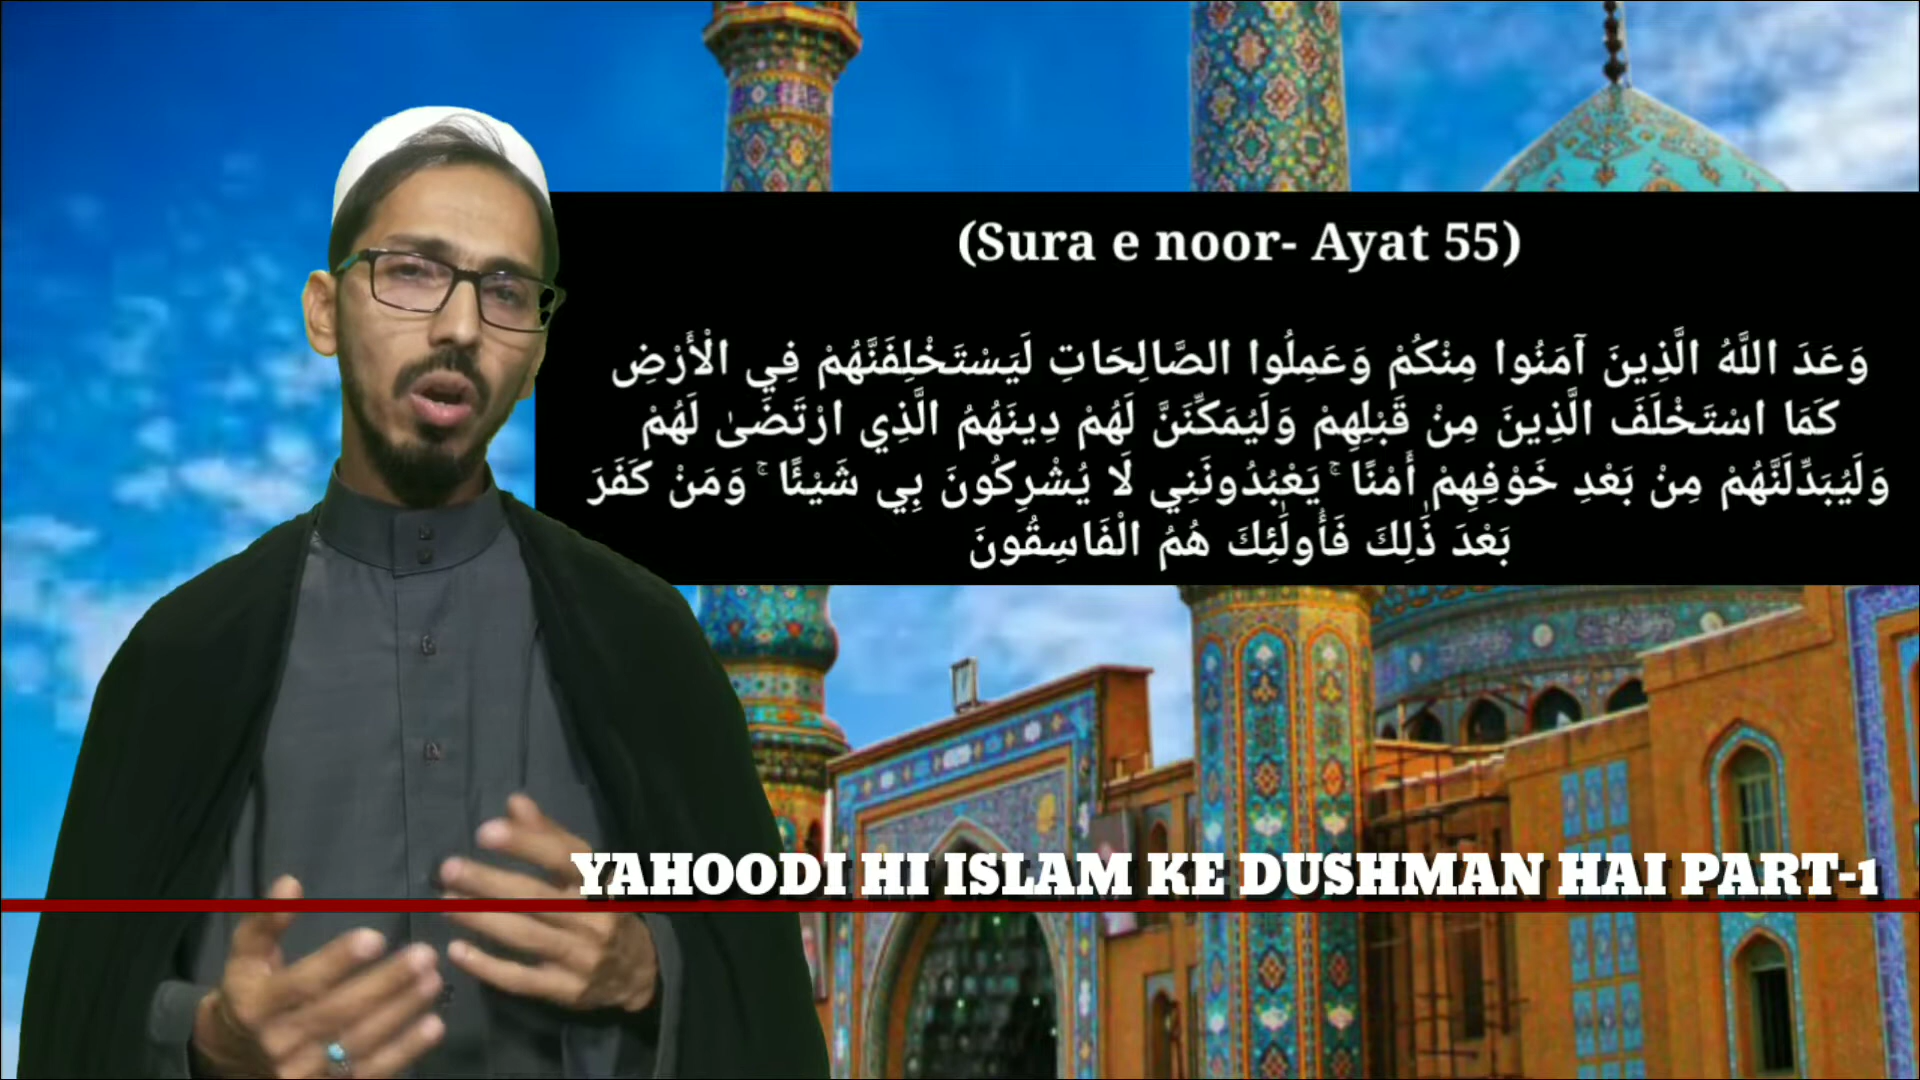 (Sura e noor- Ayat 55)
وَعَدَ اللَّهُ الَّذِينَ آمَنُوا مِنْكُمْ وَعَمِلُوا الصَّالِحَاتِ لَيَسْتَخْلِفَنَّهُمْ فِي الْأَرْضِ
كَمَا اسْتَخْلَفَ الَّذِينَ مِنْ قَبْلِهِمْ وَلَيُمَكِّنَنَّ لَهُمْ دِينَهُمُ الَّذِي ارْتَضَىٰ لَهُمْ
وَلَيُبَدِّلَنَّهُمْ مِنْ بَعْدِ خَوْفِهِمْ أَمْنًا ۚ يَعْبُدُونَنِي لَا يُشْرِكُونَ بِي شَيْئًا ۚ وَمَنْ كَفَرَ
بَعْدَ ذَٰلِكَ فَأُولَٰئِكَ هُمُ الْفَاسِقُونَ
YAHOODI HI ISLAM KE DUSHMAN HAI PART-1